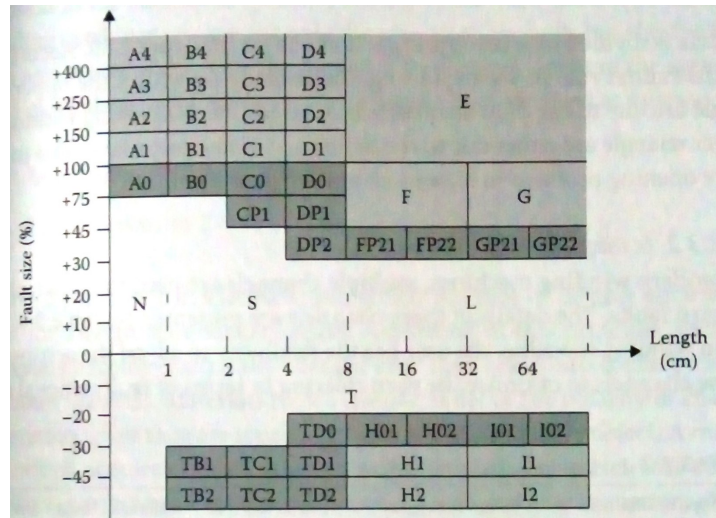 A4 B4 C4 D4
+400
A3 B3 C3 D3
+250
E
A2 B2 C2 D2
+150
A1 B1 C1 D1
+100
A0 B0 C0 D0
+75
F G
CP1 DP1
+45
DP2 FP21 FP22 GP21 GP22
+30
+20
N S L
+10
0
1 2 4 8 16 32 64
Length
(cm)
-10
T
-20
TD0 H01 H02 I01 I02
-30
TB1 TC1 TD1 H1 I1
-45
TB2 TC2 TD2 H2 I2
Fault size (%)